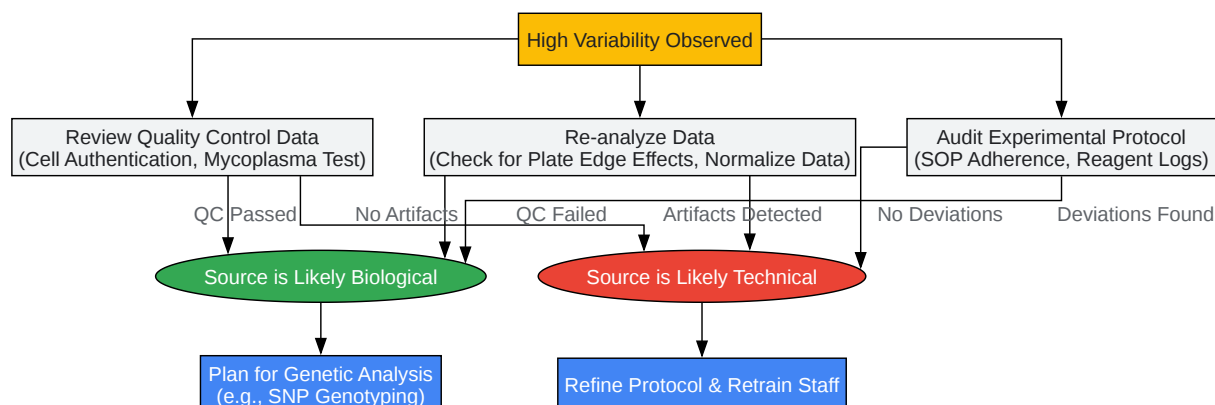 High Variability Observed
Review Quality Control Data
(Cell Authentication, Mycoplasma Test)
Re-analyze Data
(Check for Plate Edge Effects, Normalize Data)
Audit Experimental Protocol
(SOP Adherence, Reagent Logs)
QC Passed
No Artifacts
QC Failed
Artifacts Detected
No Deviations
Deviations Found
Source is Likely Biological
Source is Likely Technical
Plan for Genetic Analysis
(e.g., SNP Genotyping)
Refine Protocol & Retrain Staff